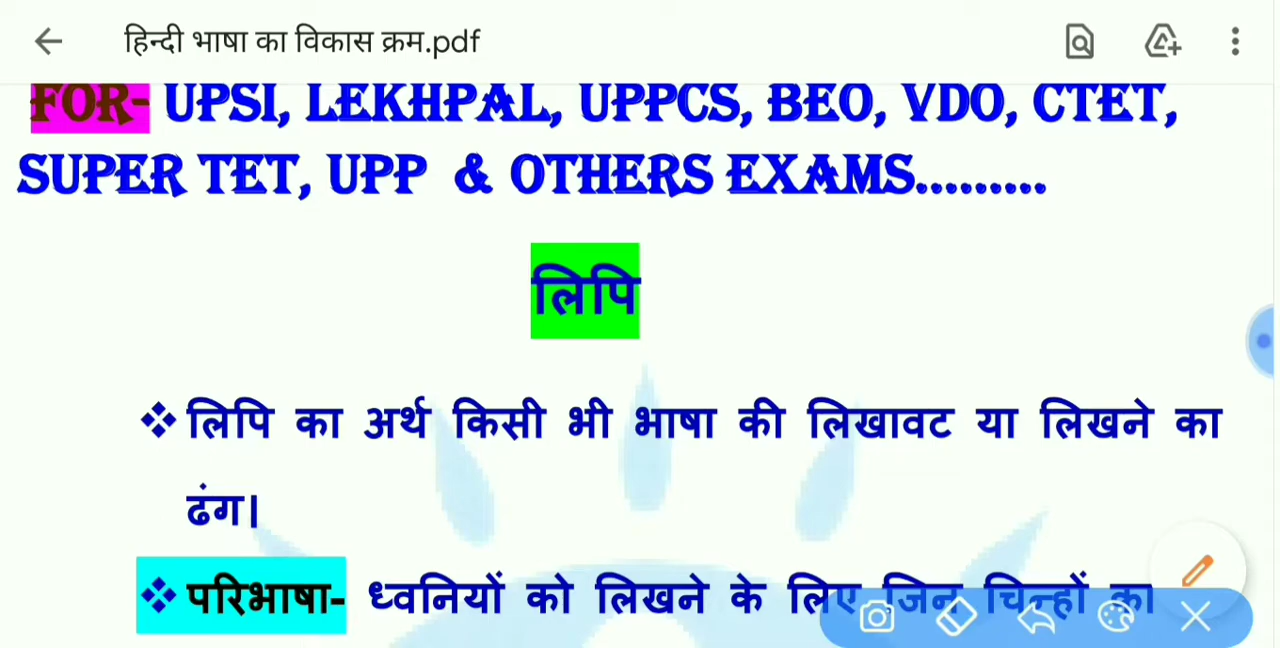 हिन्दी भाषा का विकास क्रम.pdf
FOR- UPSI, LEKHPAL, UPPCS, BEO, VDO, CTET,
SUPER TET, UPP & OTHERS EXAMS.........
लिपि
❖ लिपि का अर्थ किसी भी भाषा की लिखावट या लिखने का
ढंग।
❖ परिभाषा- ध्वनियों को लिखने के लिए जिन चिन्हों का